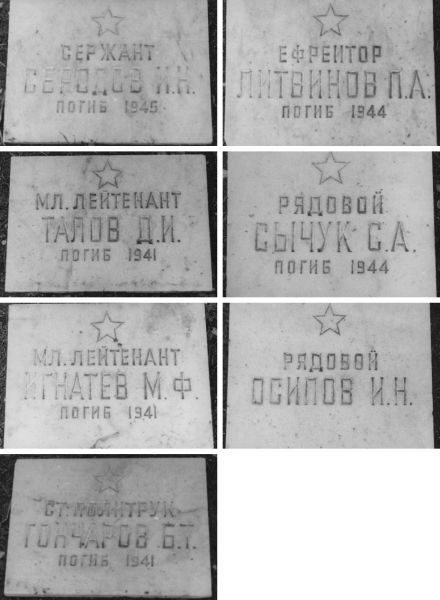 СЕРЖАНТ
СБРОДОВ И.Н.
ПОГИБ 1945
ЕФРЕЙТОР
ЛИТВИНОВ П.А.
ПОГИБ 1944
МЛ. ЛЕЙТЕНАНТ
ТАЛОВ Д.И.
ПОГИБ 1941
РЯДОВОЙ
СЫЧУК С.А.
ПОГИБ 1944
МЛ. ЛЕЙТЕНАНТ
ИГНАТЕВ М.Ф.
ПОГИБ 1941
РЯДОВОЙ
ОСИПОВ И.Н.
СТ. ПОЛИТРУК
ГОНЧАРОВ Б.Т.
ПОГИБ 1941